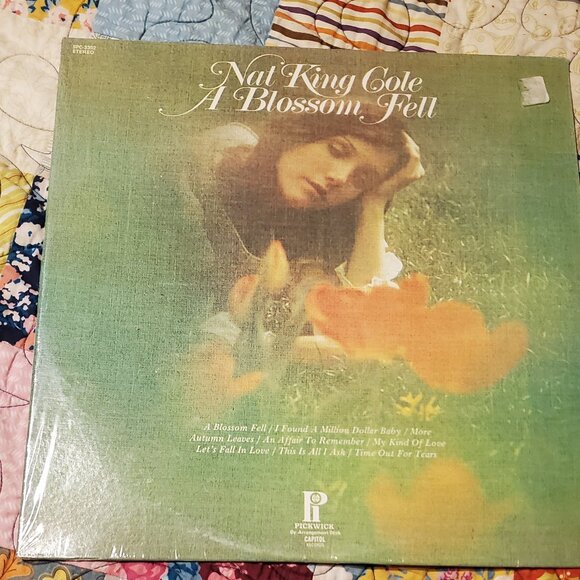 SPC-3352
STEREO
Nat King Cole
A Blossom Fell
A Blossom Fell / I Found A Million Dollar Baby / More
Autumn Leaves / An Affair To Remember / My Kind Of Love
Let's Fall In Love / This Is All I Ask / Time Out For Tears
PICKWICK
By Arrangement With
CAPITOL
RECORDS